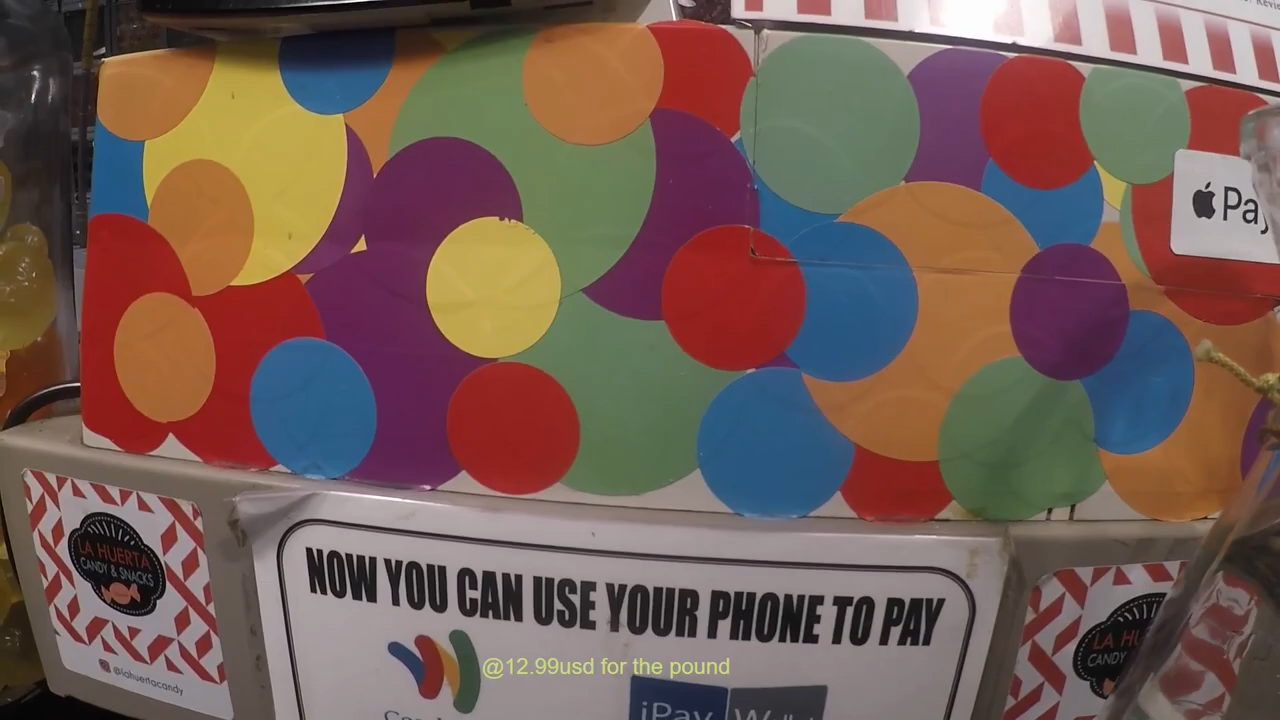 Pay
LA HUERTA
CANDY & SNACKS
@lahuertacandy
NOW YOU CAN USE YOUR PHONE TO PAY
@12.99usd for the pound
iPay
LA HU
CANDY